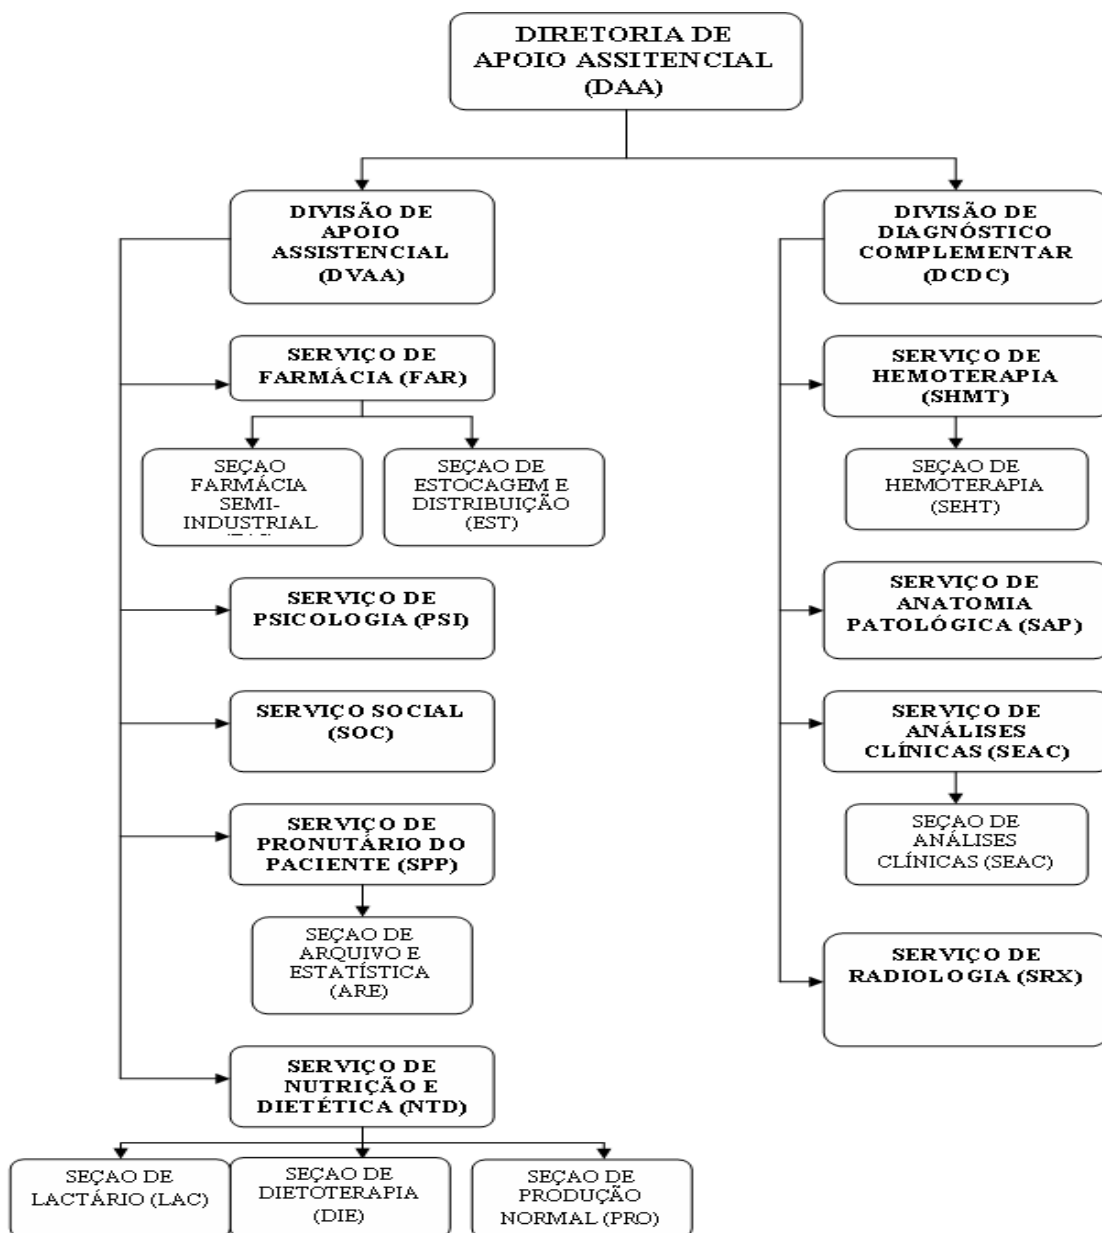 DIRETORIA DE
APOIO ASSITENCIAL
(DAA)
DIVISÃO DE
APOIO
ASSISTENCIAL
(DVAA)
DIVISÃO DE
DIAGNÓSTICO
COMPLEMENTAR
(DCDC)
SERVIÇO DE
FARMÁCIA (FAR)
SEÇAO
FARMÁCIA
SEMI-
INDUSTRIAL
SEÇAO DE
ESTOCAGEM E
DISTRIBUIÇÃO
(EST)
SERVIÇO DE
PSICOLOGIA (PSI)
SERVIÇO SOCIAL
(SOC)
SERVIÇO DE
PRONUTÁRIO DO
PACIENTE (SPP)
SEÇAO DE
ARQUIVO E
ESTATÍSTICA
(ARE)
SERVIÇO DE
NUTRIÇÃO E
DIETÉTICA (NTD)
SEÇAO DE
LACTÁRIO (LAC)
SEÇAO DE
DIETOTERAPIA
(DIE)
SEÇAO DE
PRODUÇÃO
NORMAL (PRO)
SERVIÇO DE
HEMOTERAPIA
(SHMT)
SEÇAO DE
HEMOTERAPIA
(SEHT)
SERVIÇO DE
ANATOMIA
PATOLÓGICA (SAP)
SERVIÇO DE
ANÁLISES
CLÍNICAS (SEAC)
SEÇAO DE
ANÁLISES
CLÍNICAS (SEAC)
SERVIÇO DE
RADIOLOGIA (SRX)